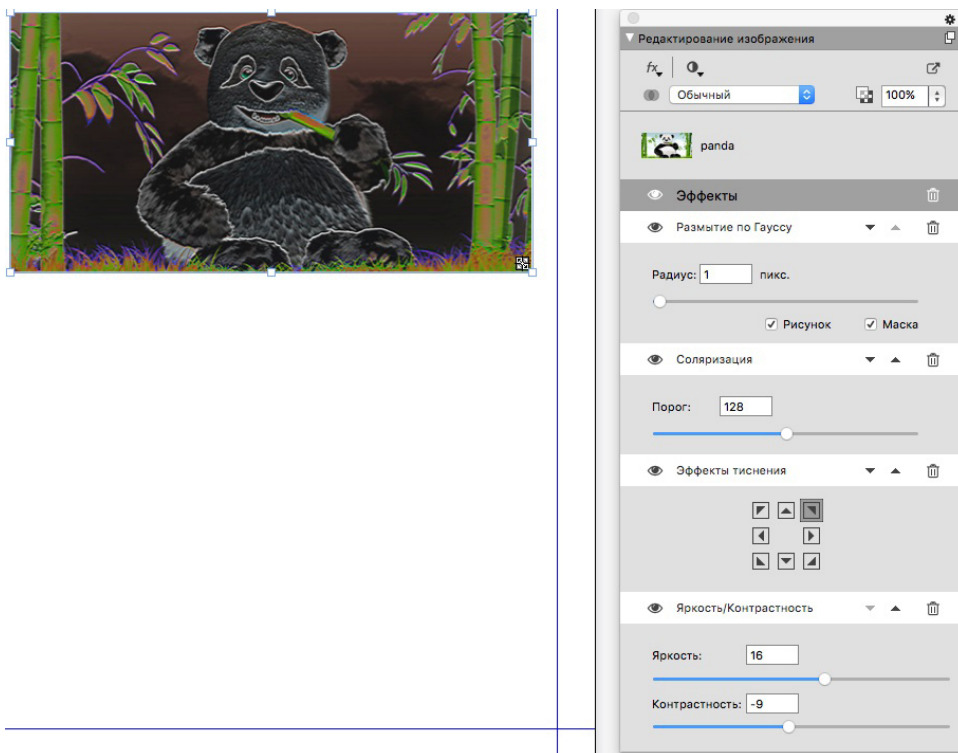 Редактирование изображения
fx
Обычный 100%
panda
Эффекты
Размытие по Гауссу
Радиус: 1 пикс.
Рисунок Маска
Соляризация
Порог: 128
Эффекты тиснения
Яркость/Контрастность
Яркость: 16
Контрастность: -9